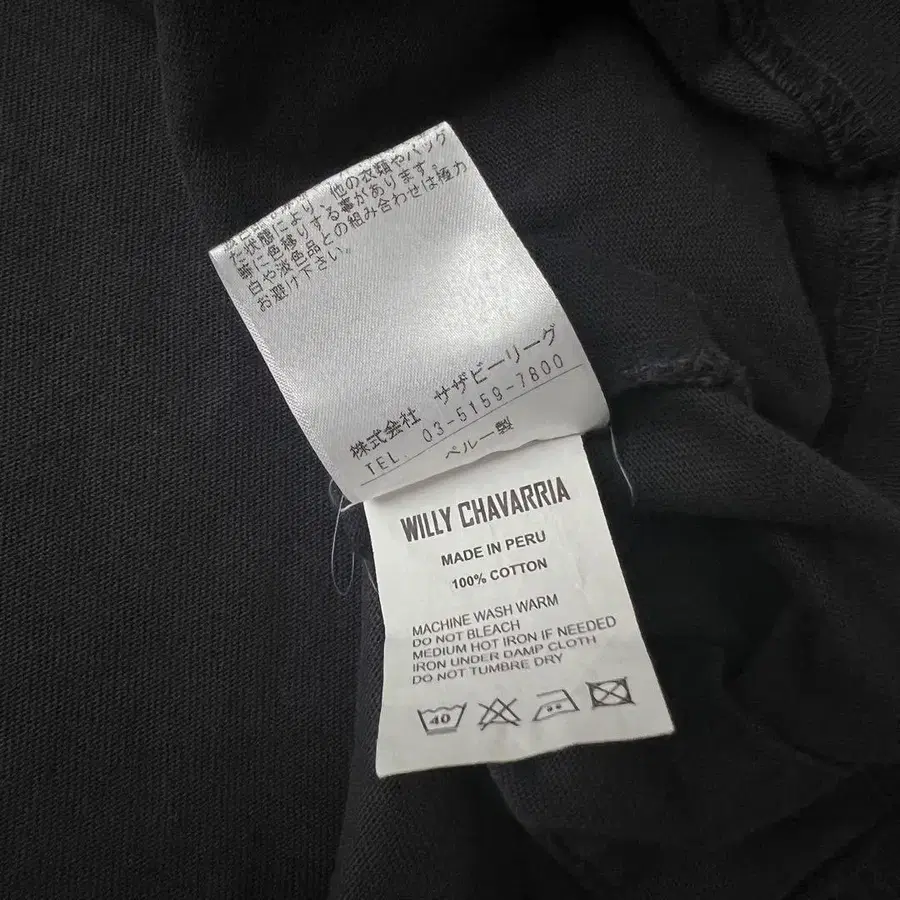 た状態により、他の衣類やバッグ
等に色移りする事があります。
白や淡色品との組み合わせは極力
お避け下さい。
株式会社 サザビーリーグ
TEL. 03-5159-7800
ペルー製
WILLY CHAVARRIA
MADE IN PERU
100% COTTON
MACHINE WASH WARM
DO NOT BLEACH
MEDIUM HOT IRON IF NEEDED
IRON UNDER DAMP CLOTH
DO NOT TUMBRE DRY
40